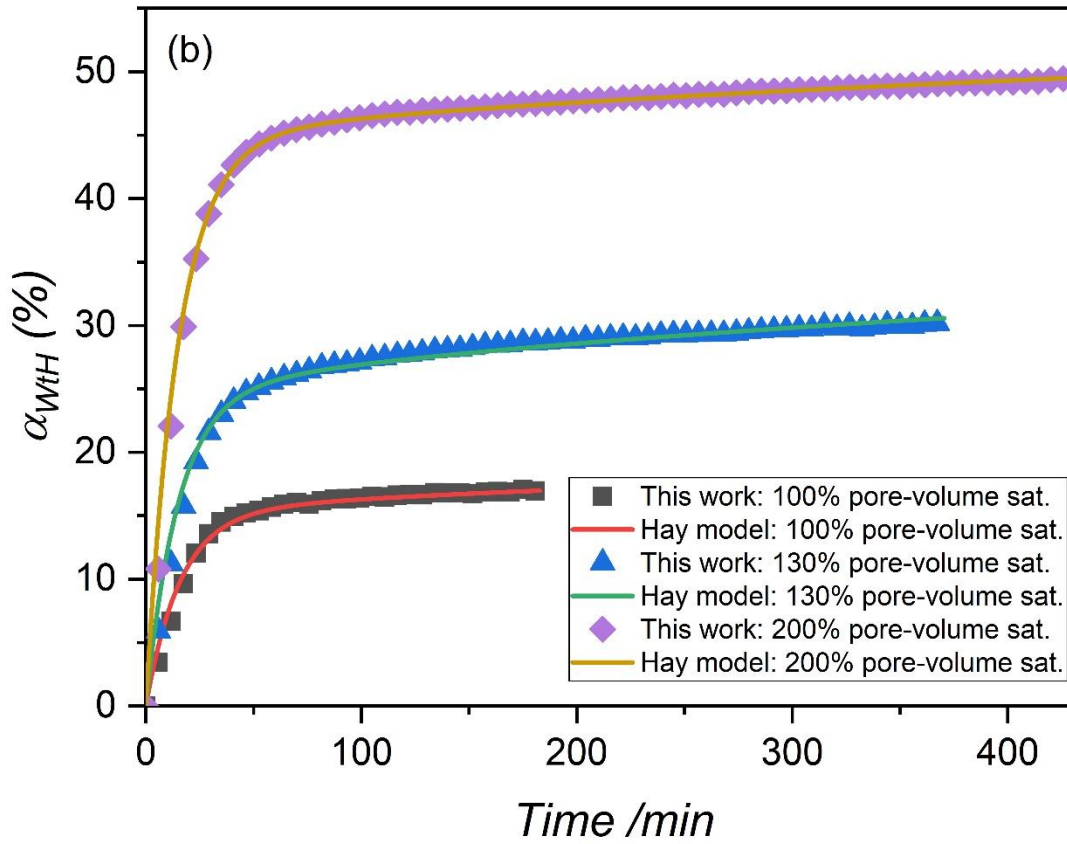 (b)
α_WtH (%)
50
40
30
20
10
0
This work: 100% pore-volume sat.
Hay model: 100% pore-volume sat.
This work: 130% pore-volume sat.
Hay model: 130% pore-volume sat.
This work: 200% pore-volume sat.
Hay model: 200% pore-volume sat.
0 100 200 300 400
Time /min